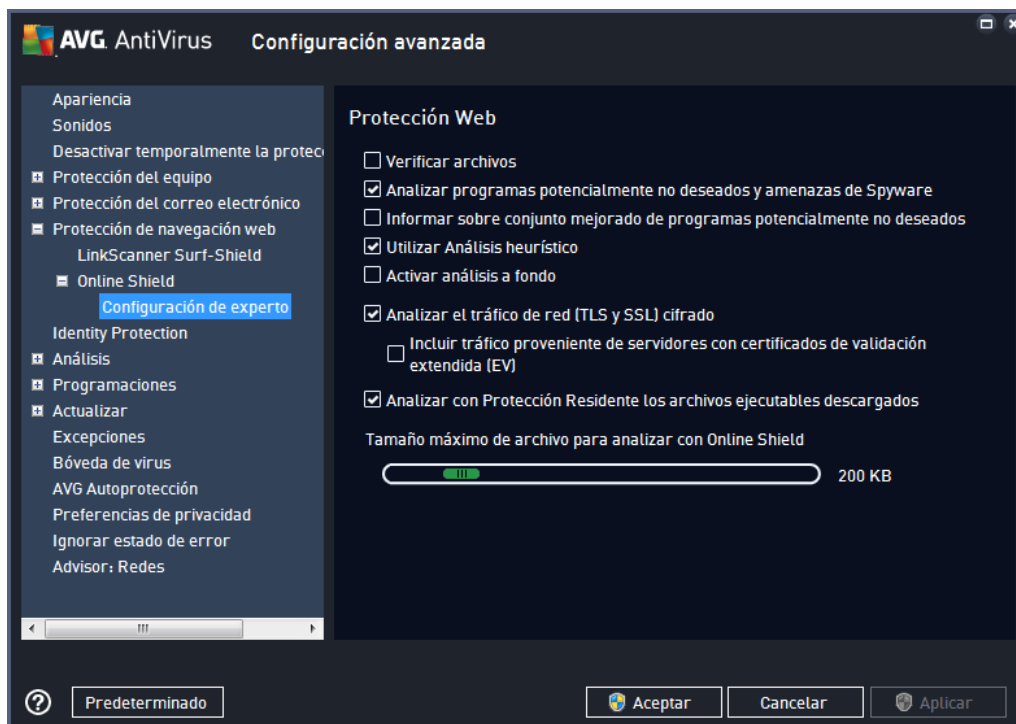 AVG. AntiVirus Configuración avanzada
Apariencia
Sonidos
Desactivar temporalmente la protec
Protección del equipo
Protección del correo electrónico
Protección de navegación web
LinkScanner Surf-Shield
Online Shield
Configuración de experto
Identity Protection
Análisis
Programaciones
Actualizar
Excepciones
Bóveda de virus
AVG Autoprotección
Preferencias de privacidad
Ignorar estado de error
Advisor: Redes
Protección Web
Verificar archivos
Analizar programas potencialmente no deseados y amenazas de Spyware
Informar sobre conjunto mejorado de programas potencialmente no deseados
Utilizar Análisis heurístico
Activar análisis a fondo
Analizar el tráfico de red (TLS y SSL) cifrado
Incluir tráfico proveniente de servidores con certificados de validación
extendida (EV)
Analizar con Protección Residente los archivos ejecutables descargados
Tamaño máximo de archivo para analizar con Online Shield
200 KB
? Predeterminado Aceptar Cancelar Aplicar